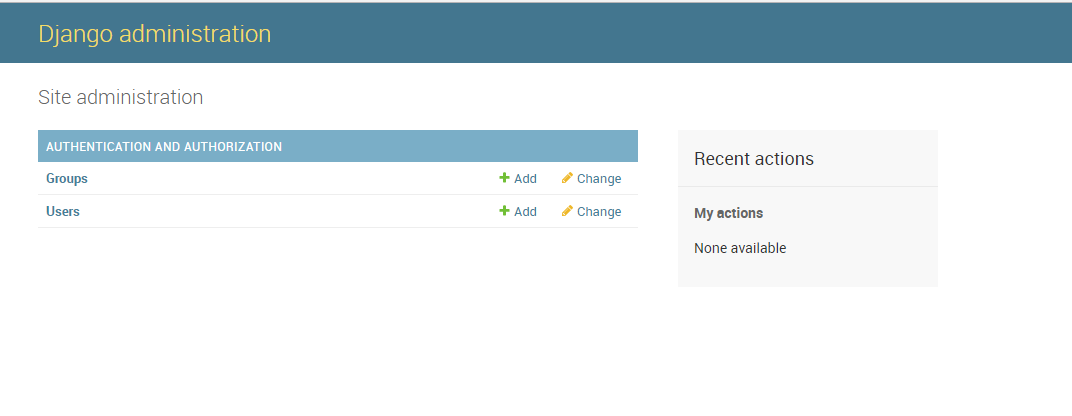 Django administration
Site administration
AUTHENTICATION AND AUTHORIZATION
Groups Add Change
Users Add Change
Recent actions
My actions
None available